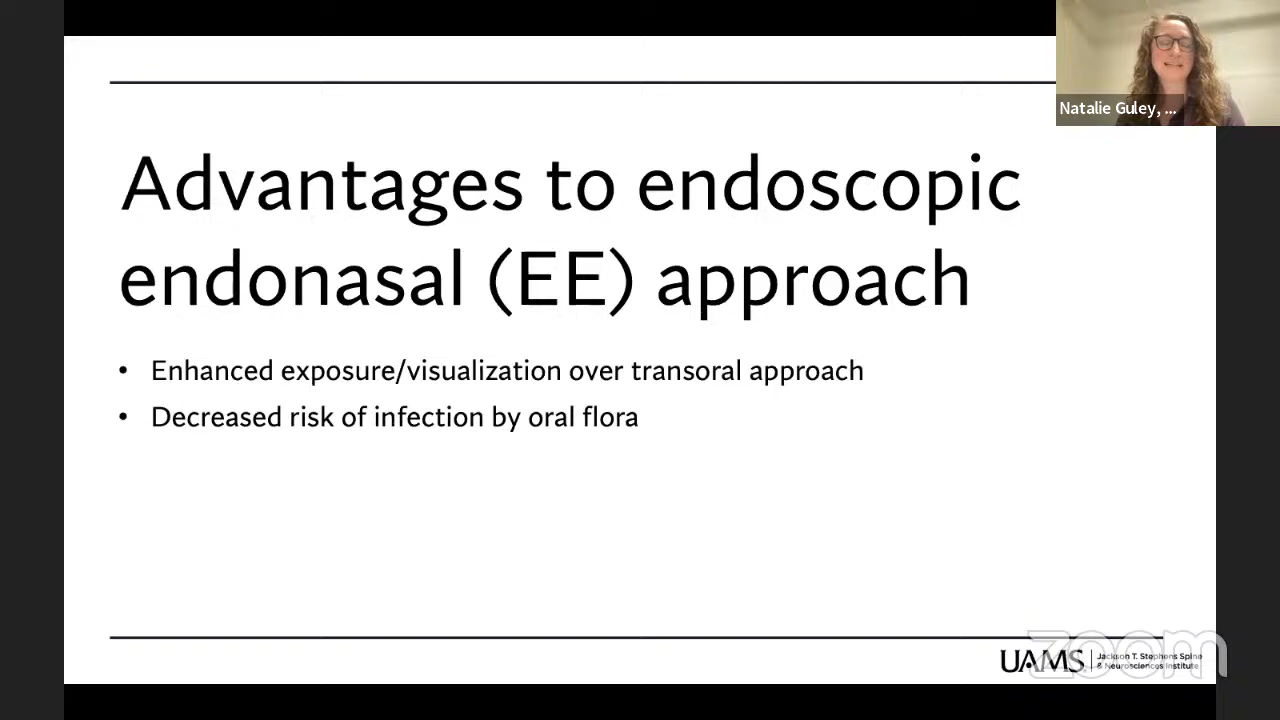 Natalie Guley, ...
Advantages to endoscopic
endonasal (EE) approach
• Enhanced exposure/visualization over transoral approach
• Decreased risk of infection by oral flora
zoom
UAMS
Jackson T. Stephens Spine
& Neurosciences Institute